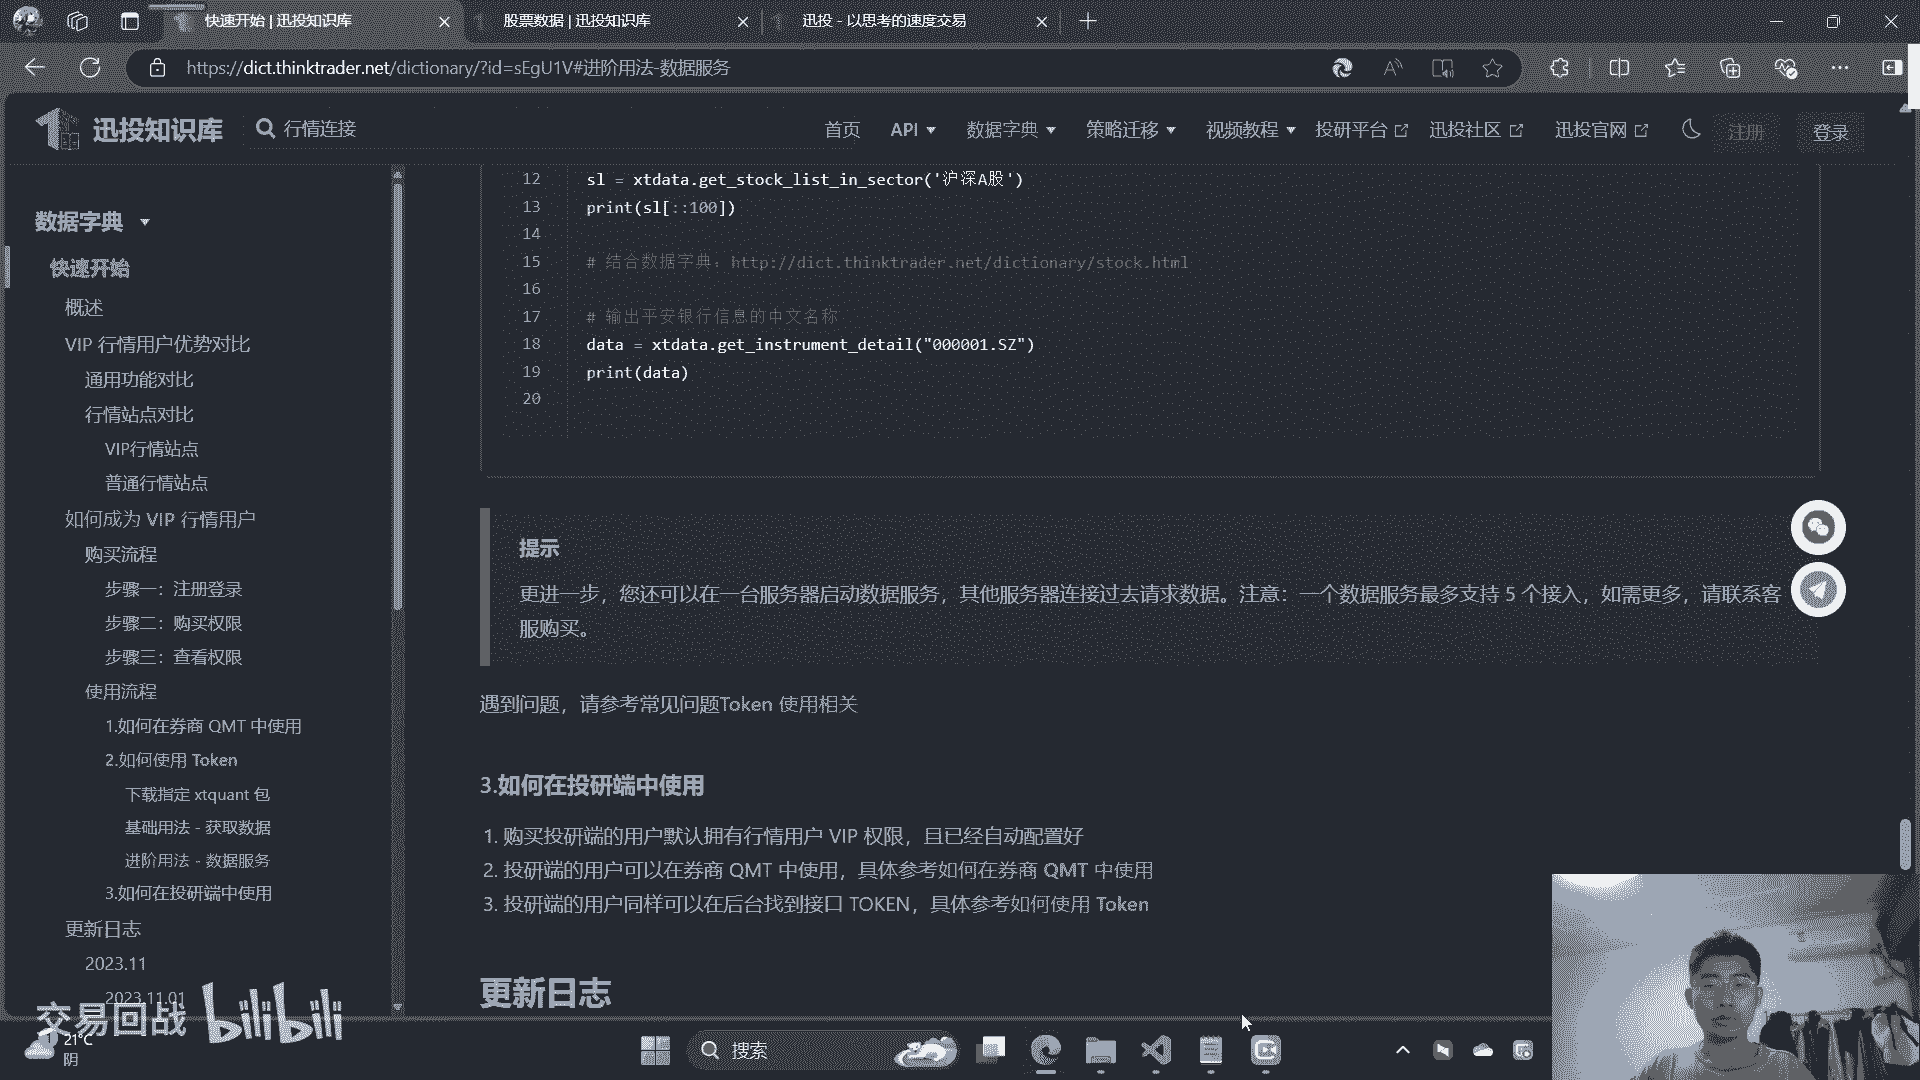 快速开始 | 迅投知识库
股票数据 | 迅投知识库
迅投 - 以思考的速度交易
https://dict.thinktrader.net/dictionary/?id=sEgU1V#进阶用法-数据服务
迅投知识库
行情连接
首页
API
数据字典
策略迁移
视频教程
投研平台
迅投社区
迅投官网
注册
登录
数据字典
快速开始
概述
VIP 行情用户优势对比
通用功能对比
行情站点对比
VIP行情站点
普通行情站点
如何成为 VIP 行情用户
购买流程
步骤一：注册登录
步骤二：购买权限
步骤三：查看权限
使用流程
1.如何在券商 QMT 中使用
2.如何使用 Token
下载指定 xtquant 包
基础用法 - 获取数据
进阶用法 - 数据服务
3.如何在投研端中使用
更新日志
2023.11
2023.11.01
12 sl = xtdata.get_stock_list_in_sector('沪深A股')
13 print(sl[::100])
14
15 # 结合数据字典：http://dict.thinktrader.net/dictionary/stock.html
16
17 # 输出平安银行信息的中文名称
18 data = xtdata.get_instrument_detail("000001.SZ")
19 print(data)
20
提示
更进一步，您还可以在一台服务器启动数据服务，其他服务器连接过去请求数据。注意：一个数据服务最多支持 5 个接入，如需更多，请联系客
服购买。
遇到问题，请参考常见问题Token 使用相关
3.如何在投研端中使用
1. 购买投研端的用户默认拥有行情用户 VIP 权限，且已经自动配置好
2. 投研端的用户可以在券商 QMT 中使用，具体参考如何在券商 QMT 中使用
3. 投研端的用户同样可以在后台找到接口 TOKEN，具体参考如何使用 Token
更新日志
交易回战 bilibili
21°C
阴
搜索